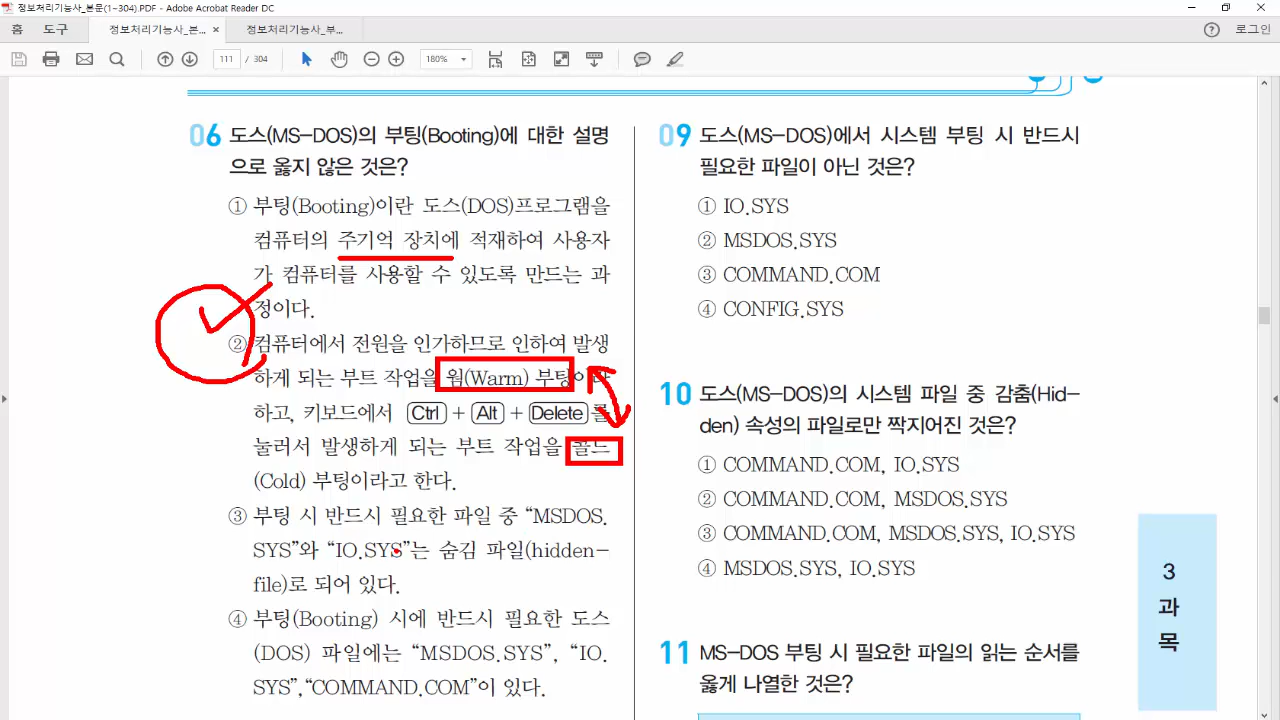 정보처리기능사_본문(1~304).PDF - Adobe Acrobat Reader DC
홈 도구 정보처리기능사_본... × 정보처리기능사_부... 로그인
111 / 304 180%
06 도스(MS-DOS)의 부팅(Booting)에 대한 설명
으로 옳지 않은 것은?
① 부팅(Booting)이란 도스(DOS)프로그램을
컴퓨터의 주기억 장치에 적재하여 사용자
가 컴퓨터를 사용할 수 있도록 만드는 과
정이다.
② 컴퓨터에서 전원을 인가하므로 인하여 발생
하게 되는 부트 작업을 웜(Warm) 부팅이라
하고, 키보드에서 Ctrl + Alt + Delete 를
눌러서 발생하게 되는 부트 작업을 콜드
(Cold) 부팅이라고 한다.
③ 부팅 시 반드시 필요한 파일 중 “MSDOS.
SYS”와 “IO.SYS”는 숨김 파일(hidden-
file)로 되어 있다.
④ 부팅(Booting) 시에 반드시 필요한 도스
(DOS) 파일에는 “MSDOS.SYS”, “IO.
SYS”,“COMMAND.COM”이 있다.
09 도스(MS-DOS)에서 시스템 부팅 시 반드시
필요한 파일이 아닌 것은?
① IO.SYS
② MSDOS.SYS
③ COMMAND.COM
④ CONFIG.SYS
10 도스(MS-DOS)의 시스템 파일 중 감춤(Hid-
den) 속성의 파일로만 짝지어진 것은?
① COMMAND.COM, IO.SYS
② COMMAND.COM, MSDOS.SYS
③ COMMAND.COM, MSDOS.SYS, IO.SYS
④ MSDOS.SYS, IO.SYS
11 MS-DOS 부팅 시 필요한 파일의 읽는 순서를
옳게 나열한 것은?
3
과
목